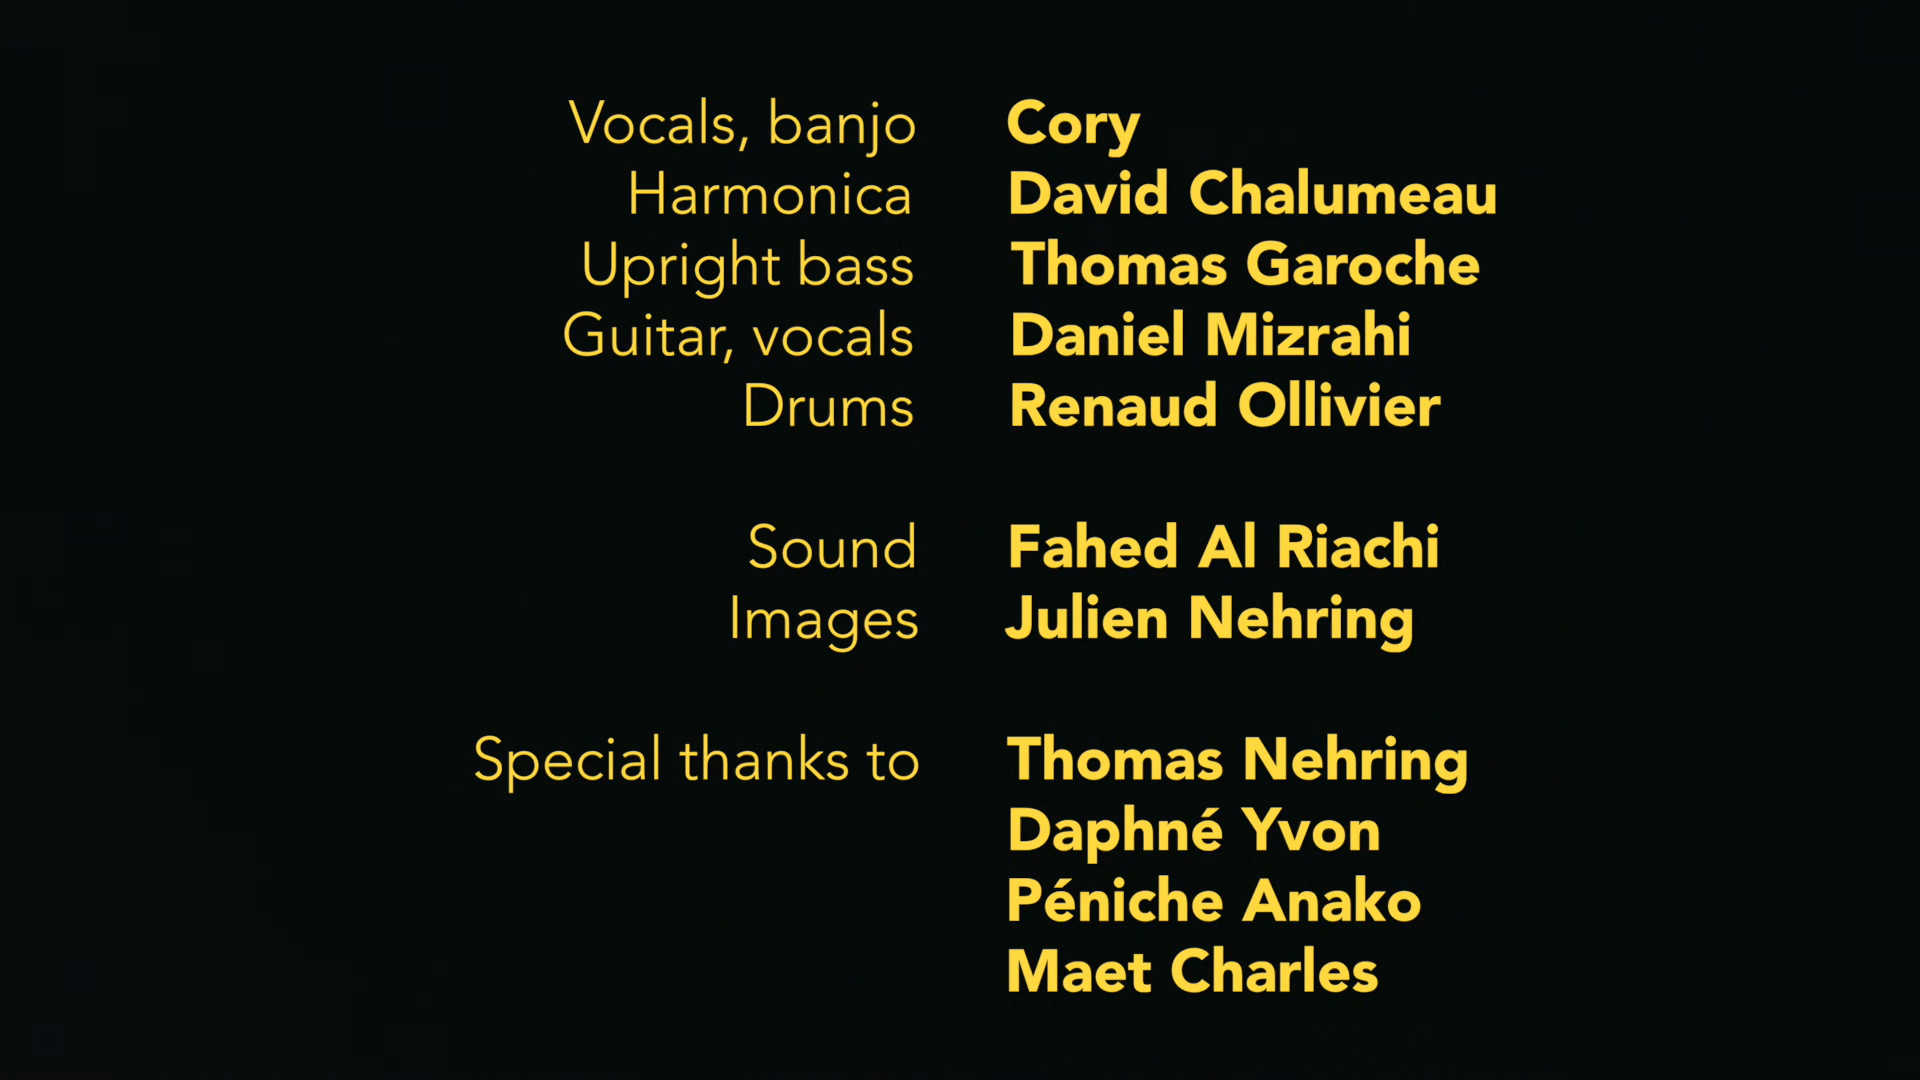 Vocals, banjo Cory
Harmonica David Chalumeau
Upright bass Thomas Garoche
Guitar, vocals Daniel Mizrahi
Drums Renaud Ollivier
Sound Fahed Al Riachi
Images Julien Nehring
Special thanks to Thomas Nehring
Daphné Yvon
Péniche Anako
Maet Charles